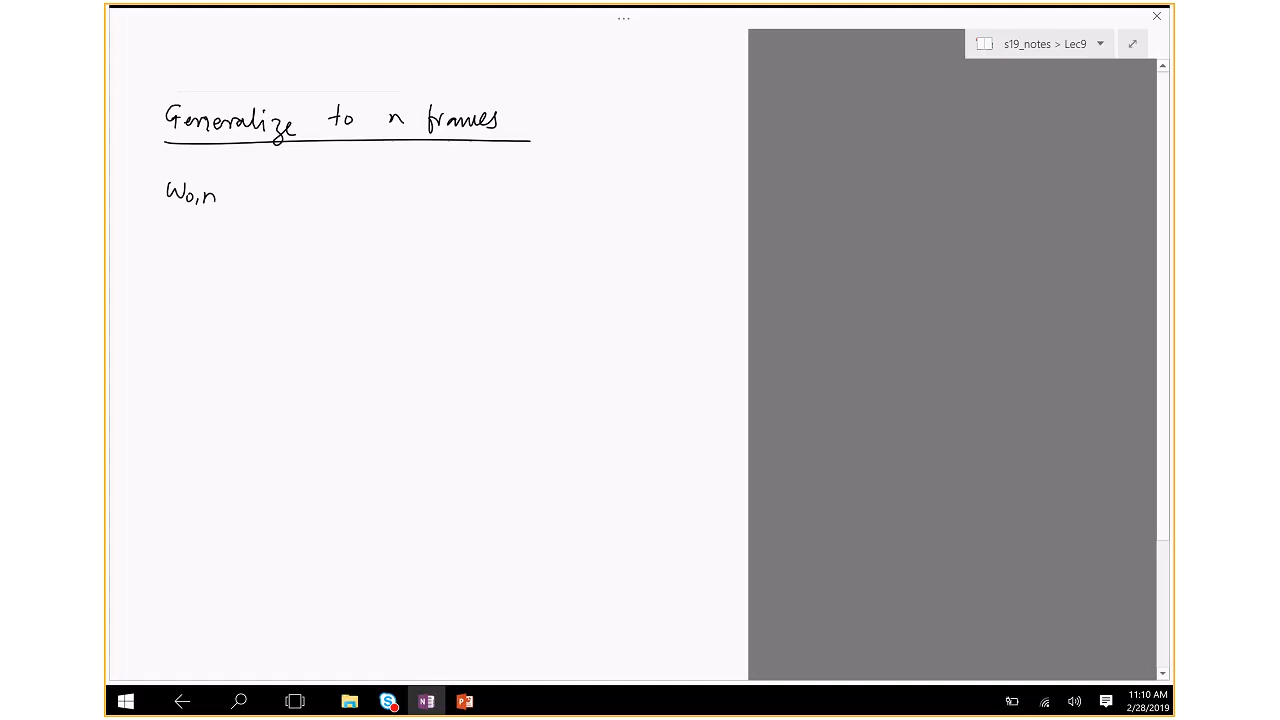 ...
s19_notes > Lec9
Generalize to n frames
W0,n
11:10 AM
2/28/2019